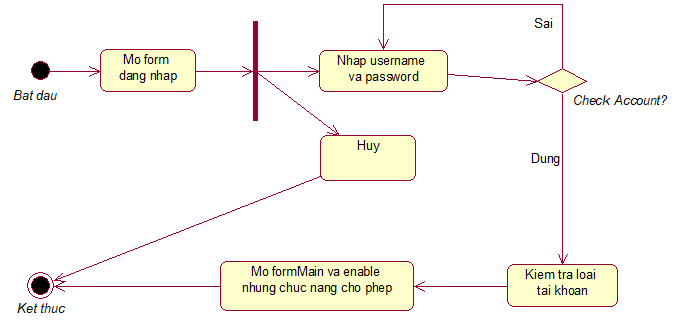 Sai
Mo form
dang nhap
Nhap username
va password
Bat dau
Check Account?
Huy
Dung
Mo formMain va enable
nhung chuc nang cho phep
Kiem tra loai
tai khoan
Ket thuc